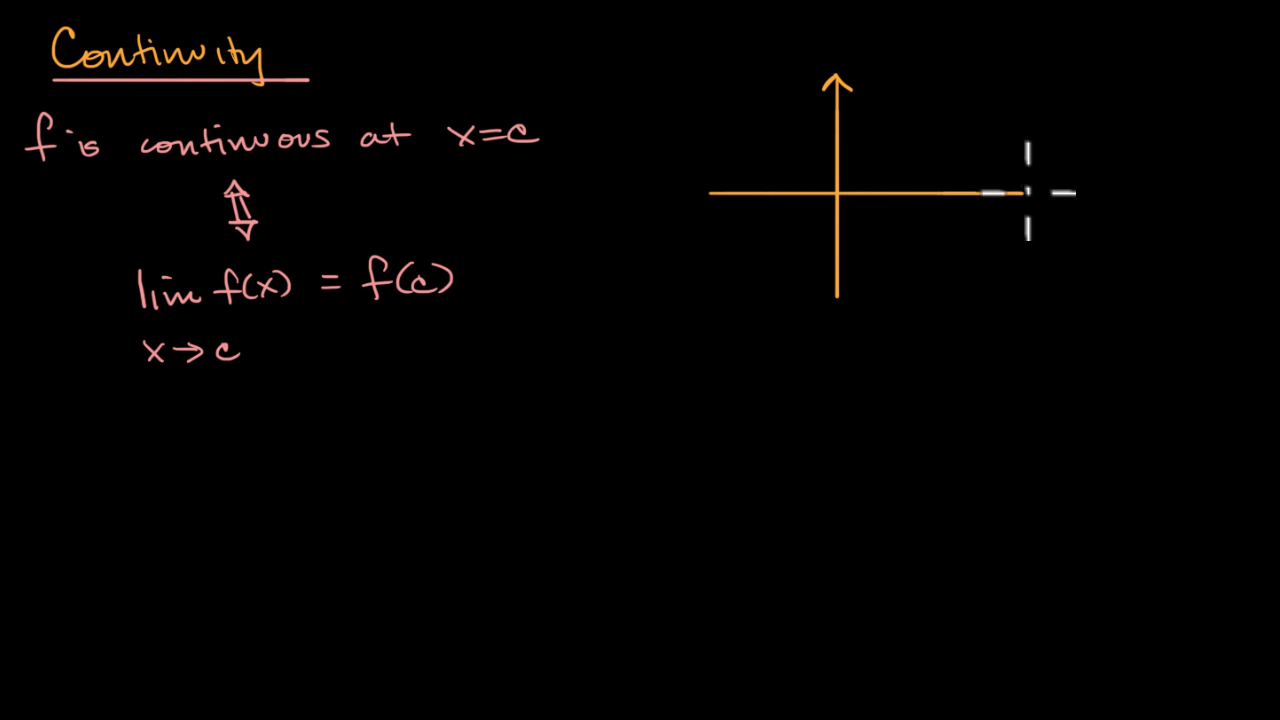 Continuity
f is continuous at x=c
⇕
lim f(x) = f(c)
x→c